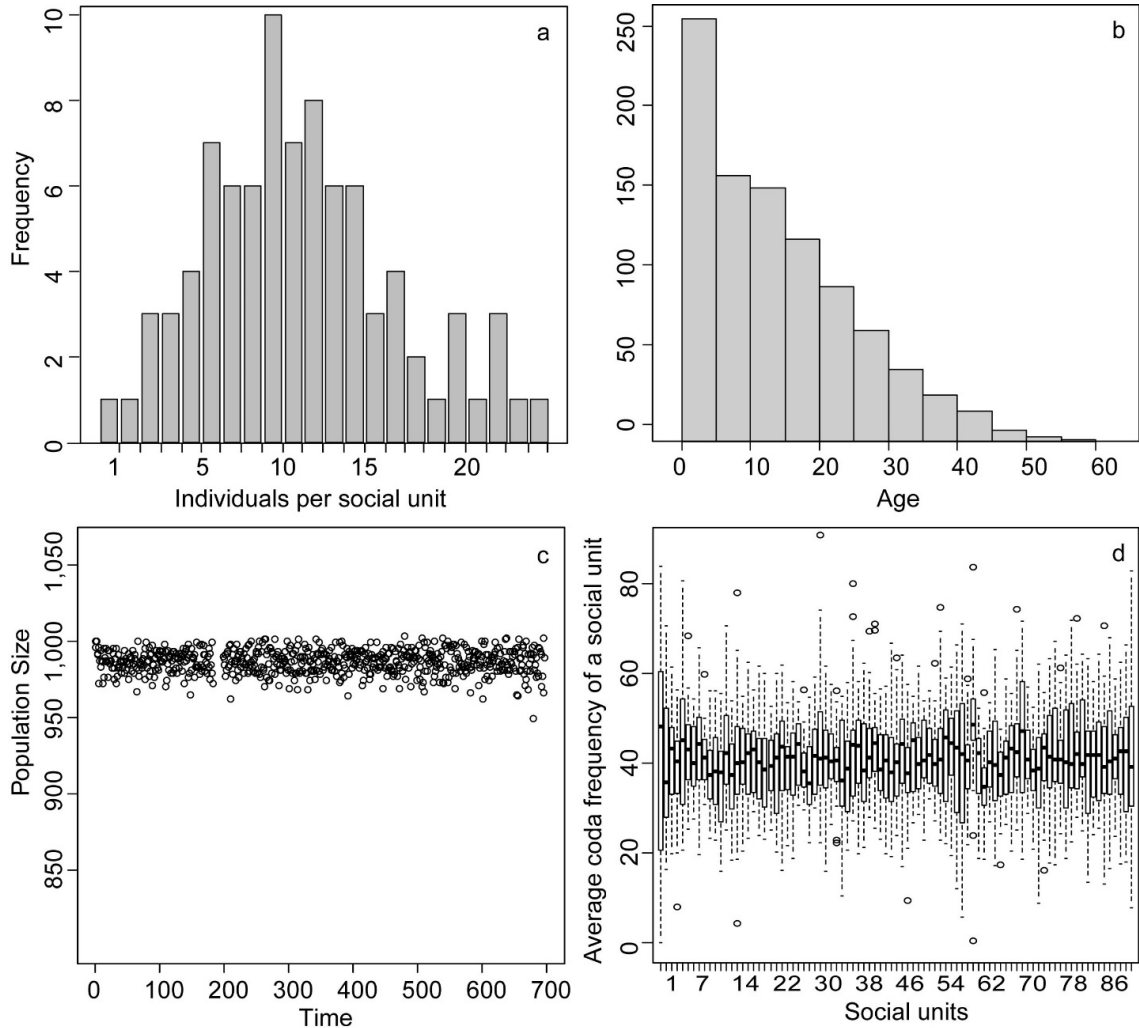 a
10
8
6
4
2
0
Frequency
1 5 10 15 20
Individuals per social unit
b
250
200
150
100
50
0
0 10 20 30 40 50 60
Age
c
1,050
1,000
950
900
850
Population Size
0 100 200 300 400 500 600 700
Time
d
80
60
40
20
0
Average coda frequency of a social unit
1 7 14 22 30 38 46 54 62 70 78 86
Social units